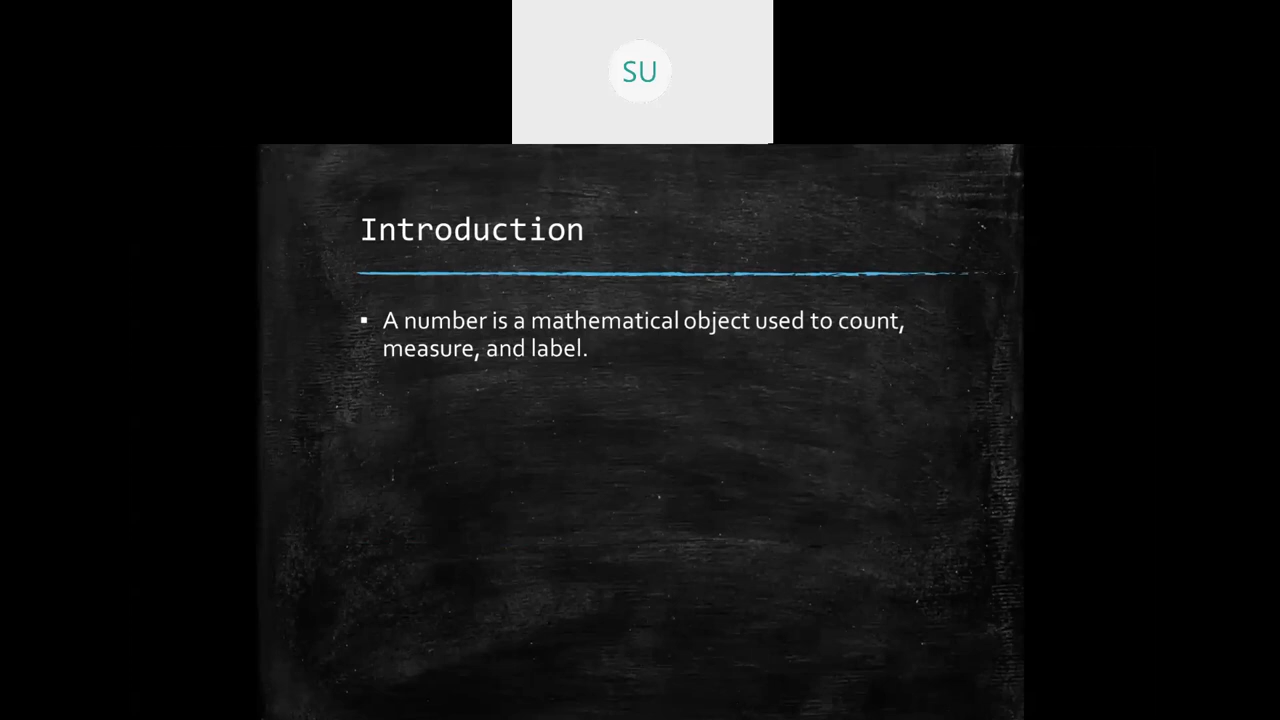 SU
Introduction
▪ A number is a mathematical object used to count,
measure, and label.